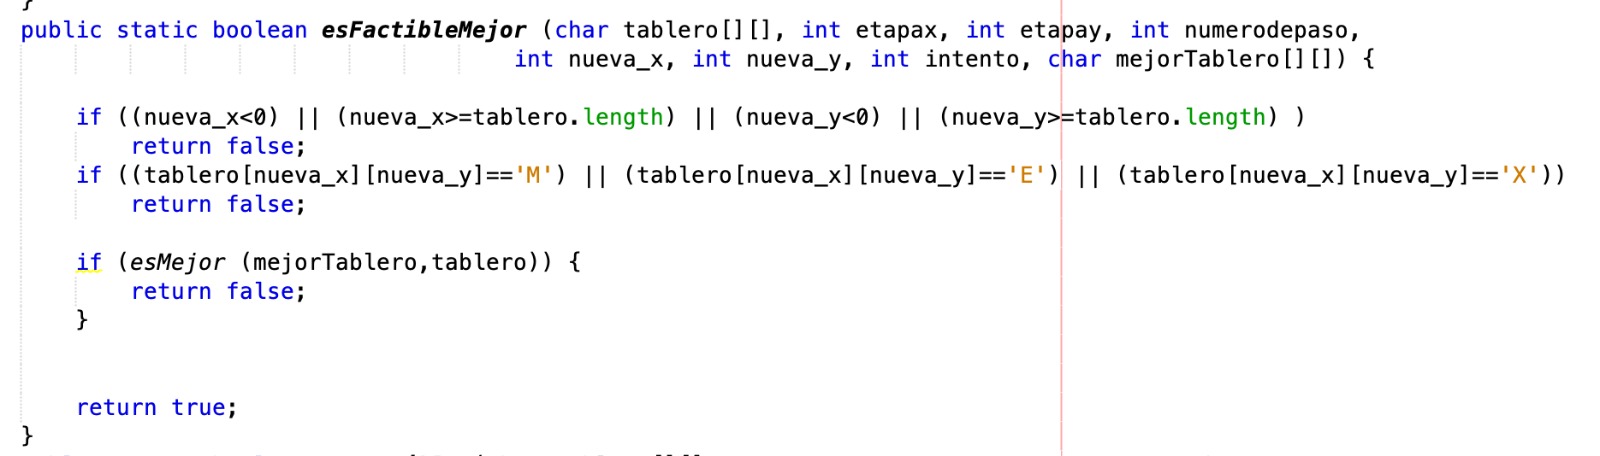 }
public static boolean esFactibleMejor (char tablero[][], int etapax, int etapay, int numerodepaso,
int nueva_x, int nueva_y, int intento, char mejorTablero[][]) {
if ((nueva_x<0) || (nueva_x>=tablero.length) || (nueva_y<0) || (nueva_y>=tablero.length) )
return false;
if ((tablero[nueva_x][nueva_y]=='M') || (tablero[nueva_x][nueva_y]=='E') || (tablero[nueva_x][nueva_y]=='X'))
return false;
if (esMejor (mejorTablero,tablero)) {
return false;
}
return true;
}